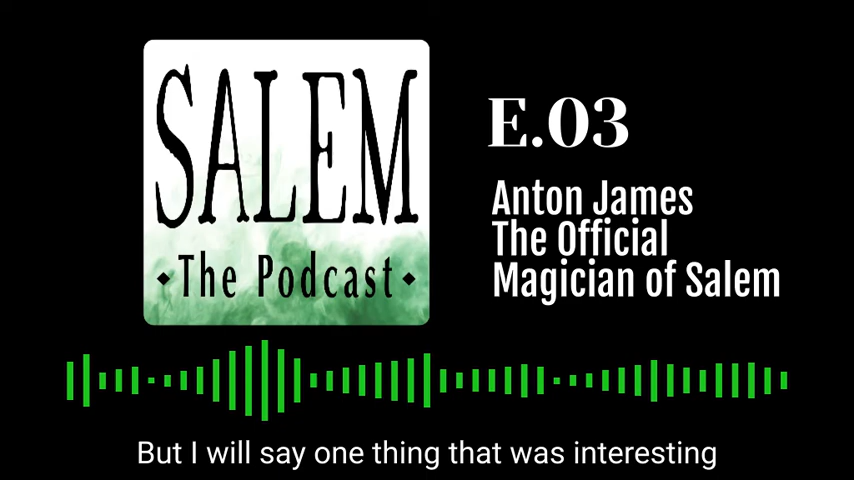 SALEM
The Podcast
E.03
Anton James
The Official
Magician of Salem
But I will say one thing that was interesting